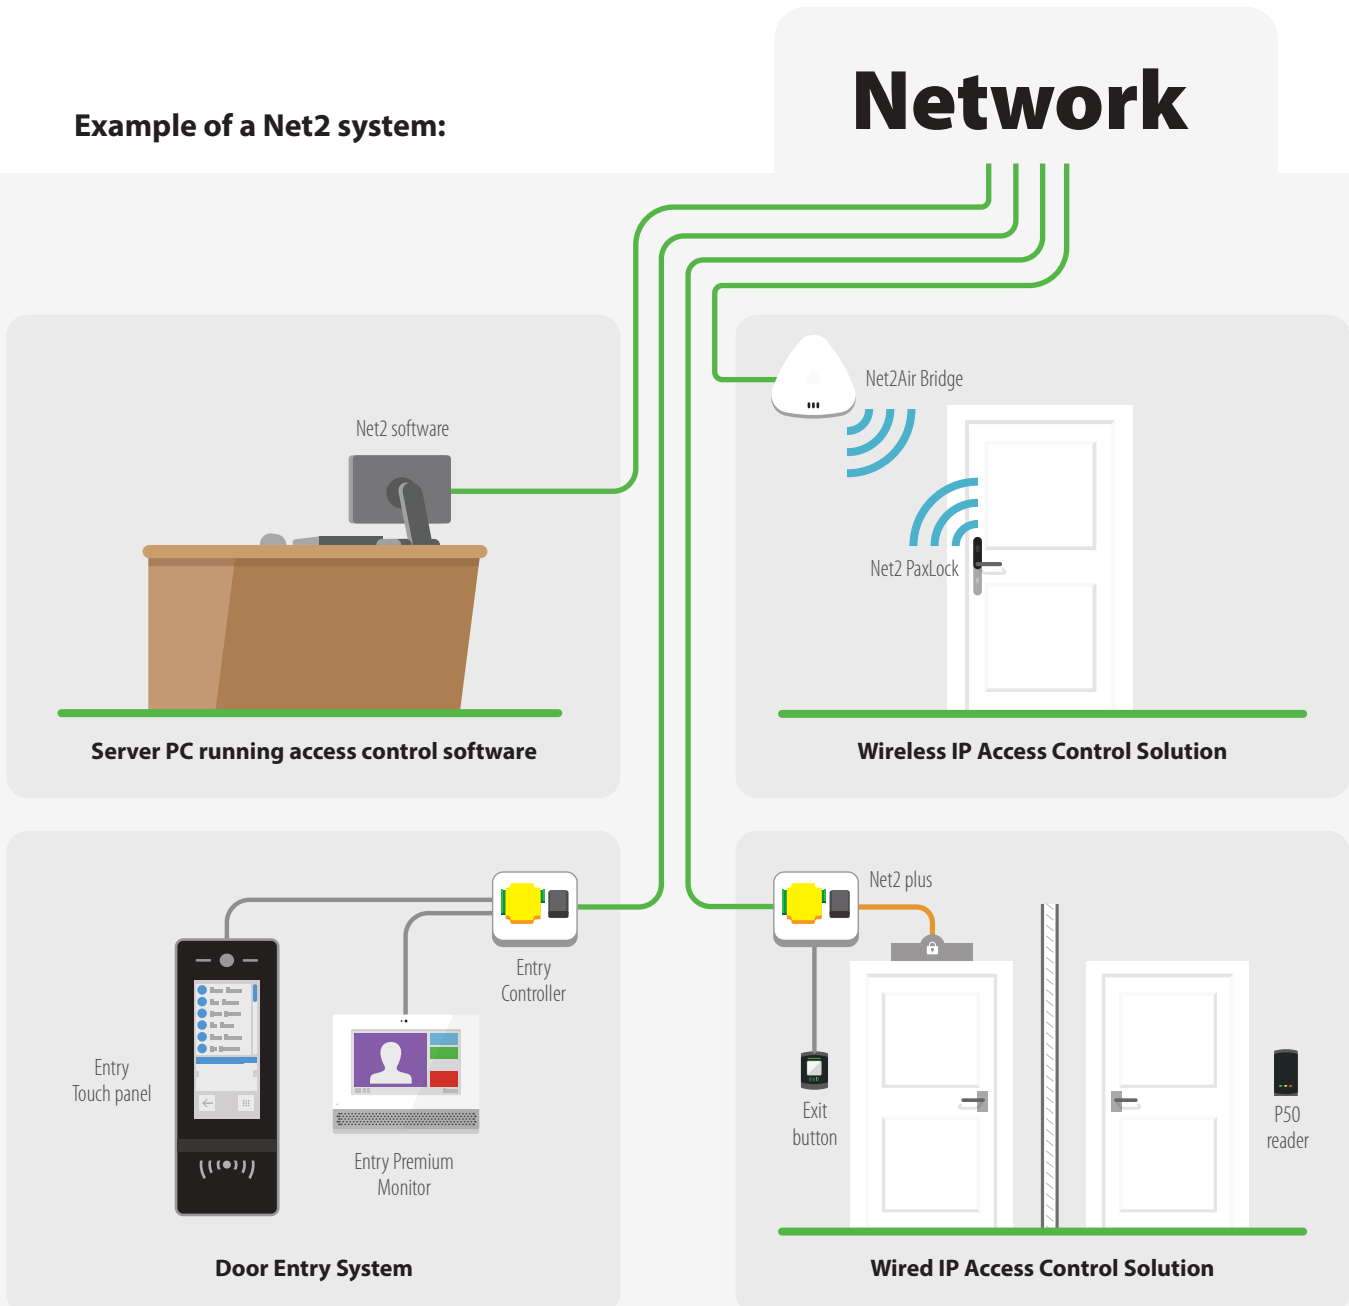 Network
Example of a Net2 system:
Net2 software
Server PC running access control software
Net2Air Bridge
Net2 PaxLock
Wireless IP Access Control Solution
Entry
Controller
Entry
Touch panel
Entry Premium
Monitor
Door Entry System
Net2 plus
Exit
button
P50
reader
Wired IP Access Control Solution